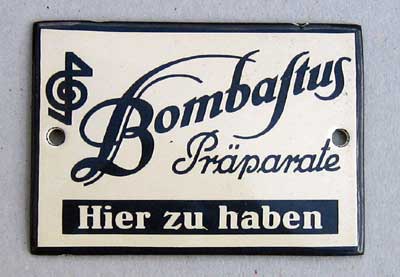 Bombaſtus
Präparate
Hier zu haben